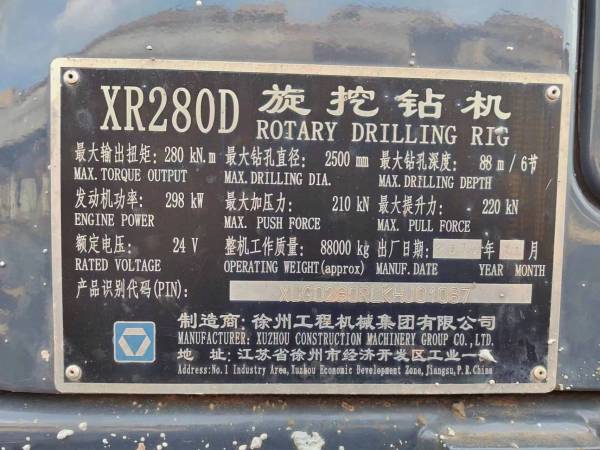 XR280D 旋挖钻机
ROTARY DRILLING RIG
最大输出扭矩: 280 kN.m 最大钻孔直径: 2500 mm 最大钻孔深度: 88 m / 6节
MAX. TORQUE OUTPUT MAX. DRILLING DIA. MAX. DRILLING DEPTH
发动机功率: 298 kW 最大加压力: 210 kN 最大提升力: 220 kN
ENGINE POWER MAX. PUSH FORCE MAX. PULL FORCE
额定电压: 24 V 整机工作质量: 88000 kg 出厂日期: 年 月
RATED VOLTAGE OPERATING WEIGHT(approx) MANUF. DATE YEAR MONTH
产品识别代码(PIN):
制造商: 徐州工程机械集团有限公司
MANUFACTURER: XUZHOU CONSTRUCTION MACHINERY GROUP CO., LTD.
地 址: 江苏省徐州市经济开发区工业一
Address: No. 1 Industry Area, Xuzhou Economic Development Zone, Jiangsu, P. R. China